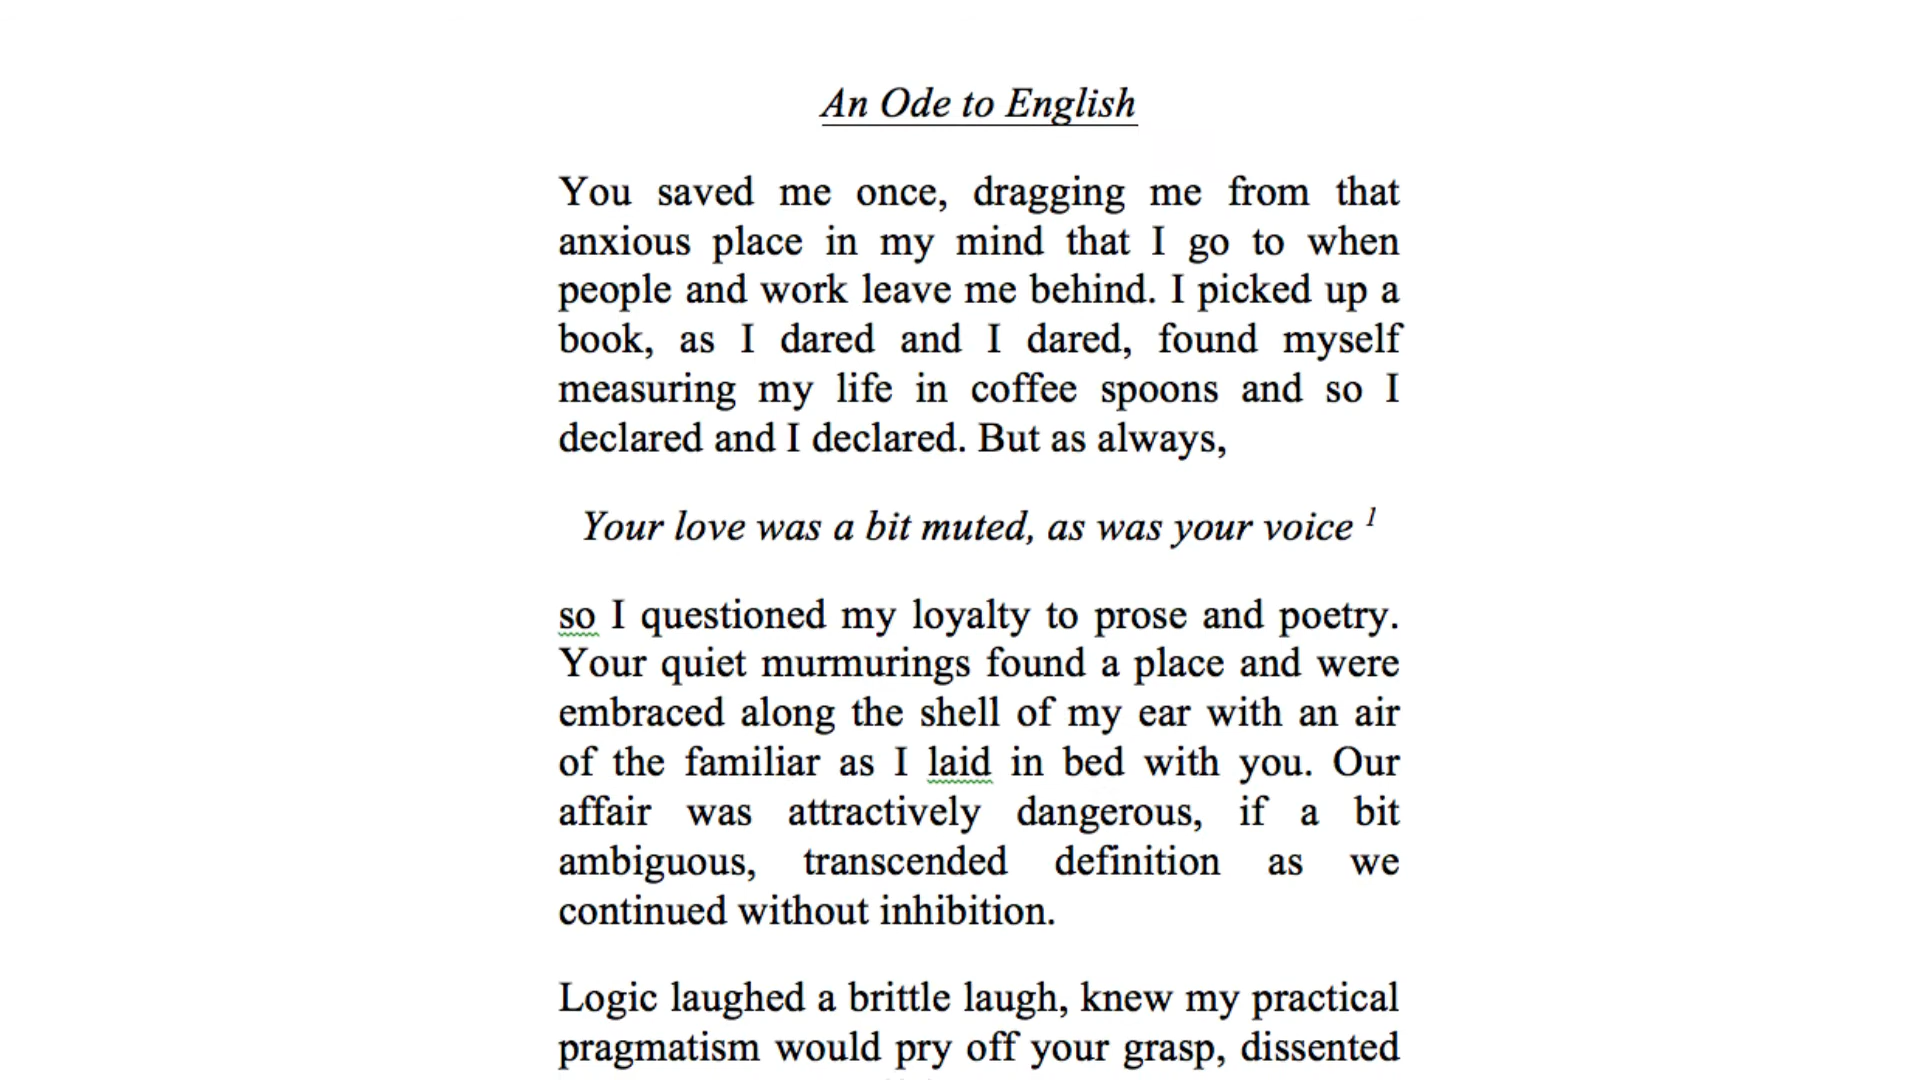 An Ode to English
You saved me once, dragging me from that
anxious place in my mind that I go to when
people and work leave me behind. I picked up a
book, as I dared and I dared, found myself
measuring my life in coffee spoons and so I
declared and I declared. But as always,
Your love was a bit muted, as was your voice 1
so I questioned my loyalty to prose and poetry.
Your quiet murmurings found a place and were
embraced along the shell of my ear with an air
of the familiar as I laid in bed with you. Our
affair was attractively dangerous, if a bit
ambiguous, transcended definition as we
continued without inhibition.
Logic laughed a brittle laugh, knew my practical
pragmatism would pry off your grasp, dissented